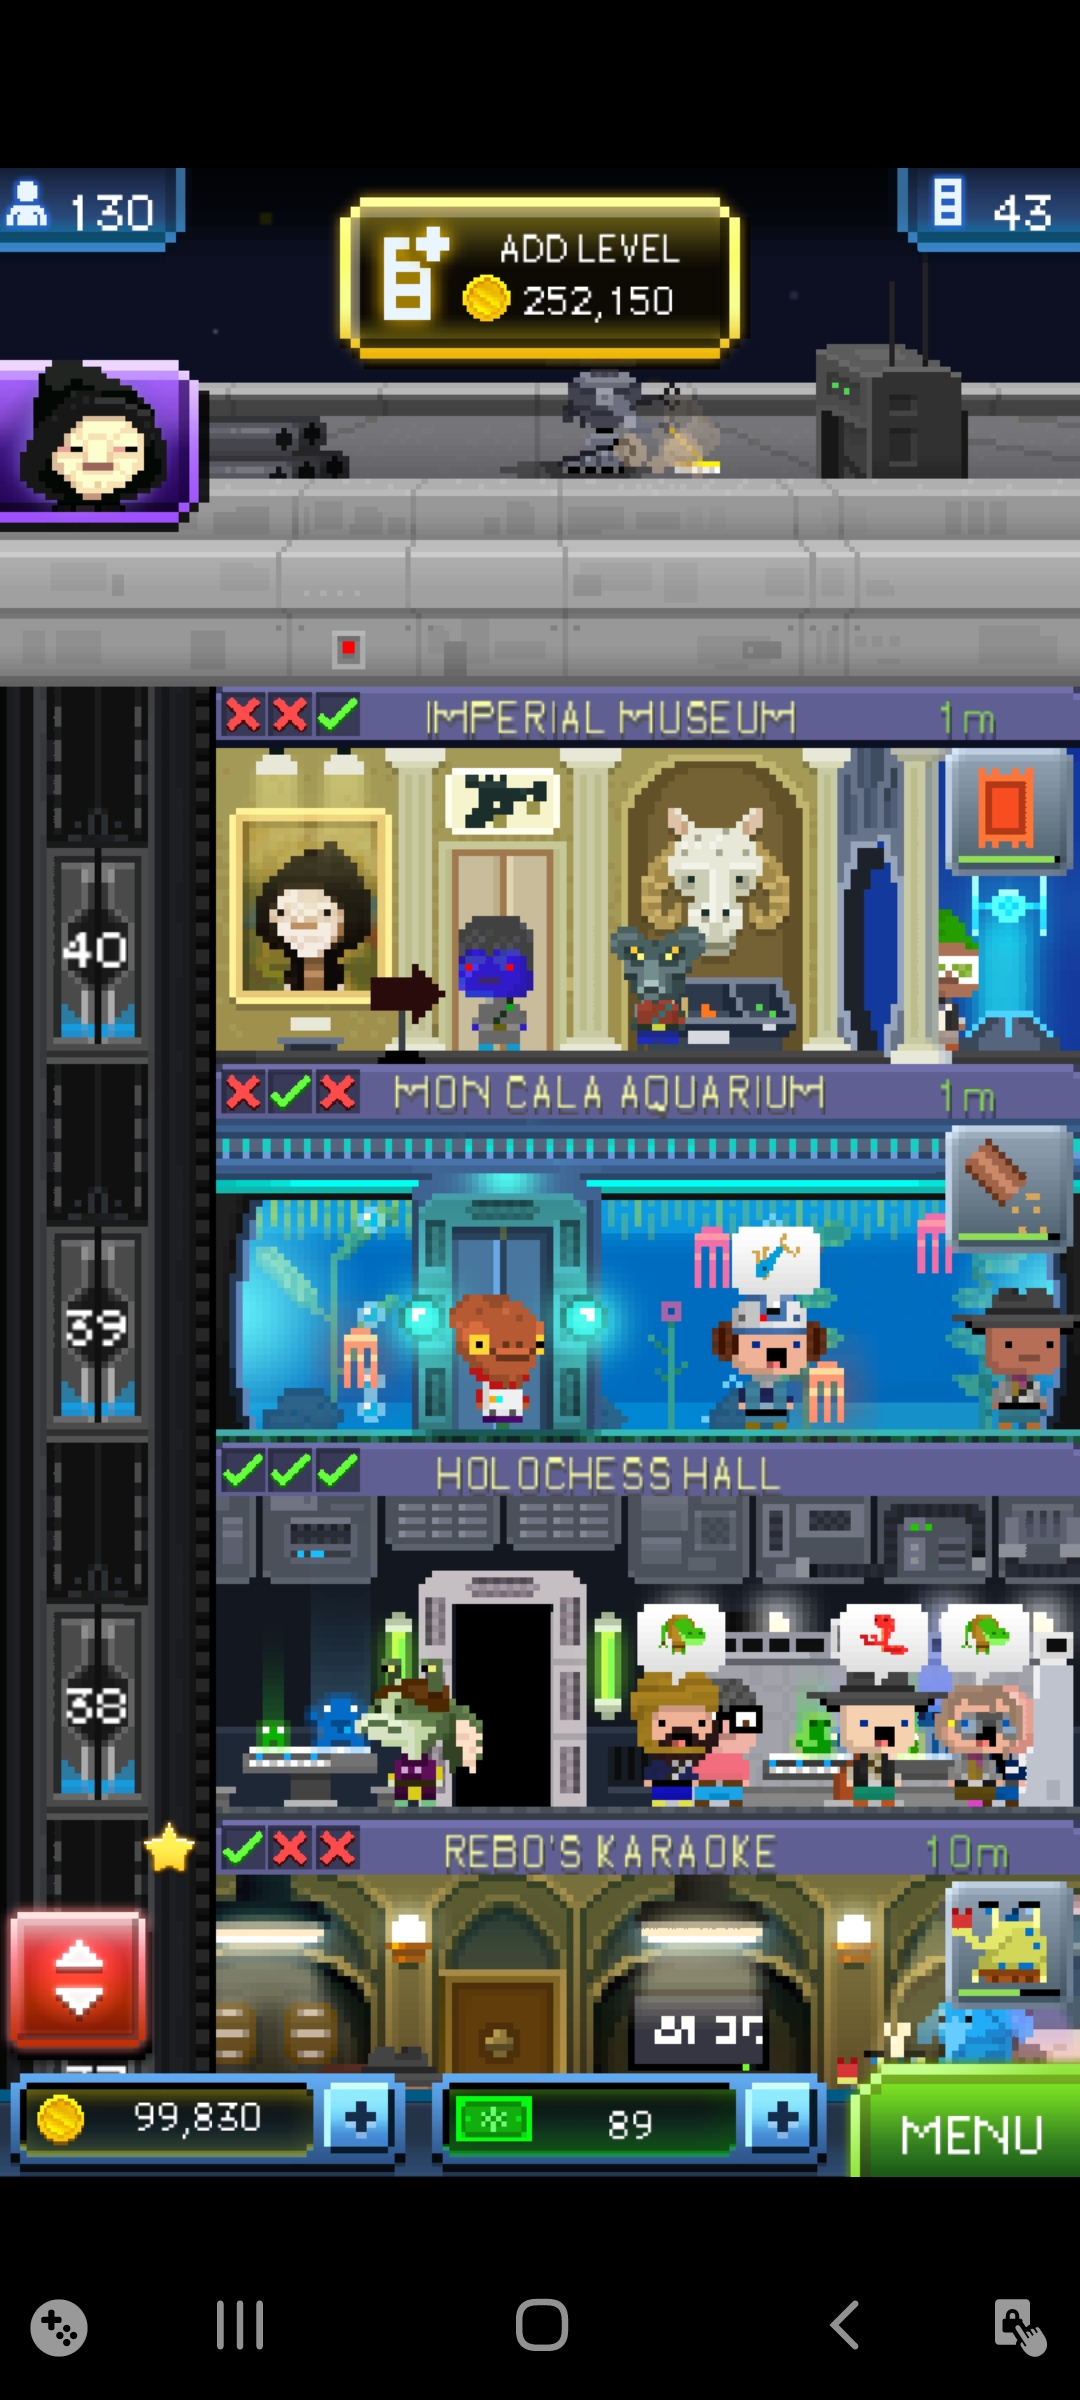 130
ADD LEVEL
252,150
43
IMPERIAL MUSEUM 1m
40
MON CALA AQUARIUM 1m
39
HOLOCHESS HALL
38
REBO'S KARAOKE 10m
99,830
89
MENU